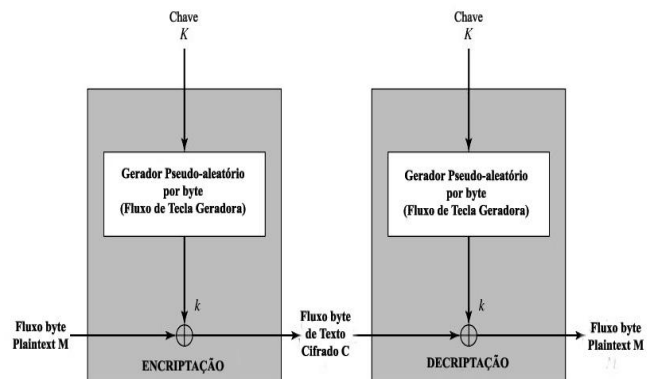 Chave
K
Chave
K
Gerador Pseudo-aleatório
por byte
(Fluxo de Tecla Geradora)
Gerador Pseudo-aleatório
por byte
(Fluxo de Tecla Geradora)
k
k
Fluxo byte
Plaintext M
Fluxo byte
de Texto
Cifrado C
Fluxo byte
Plaintext M
ENCRIPTAÇÃO
DECRIPTAÇÃO